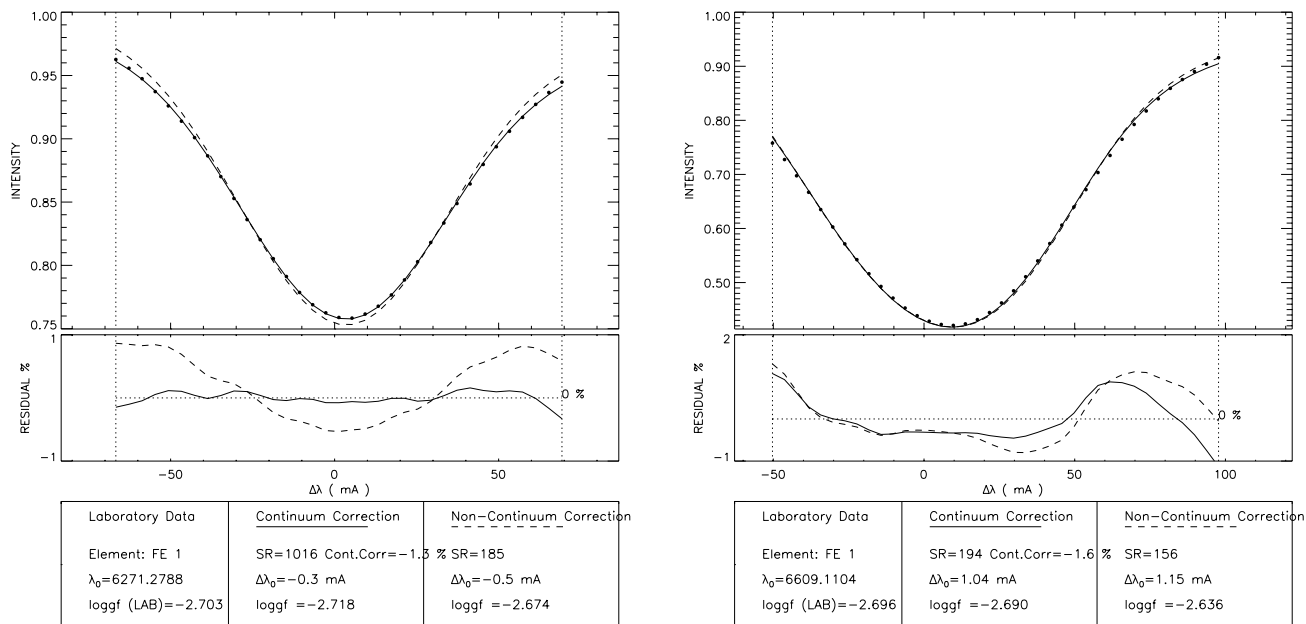 1.00
0.95
0.90
0.85
0.80
0.75
INTENSITY
1
-1
RESIDUAL %
0 %
-50 0 50
Δλ ( mA )
Laboratory Data
Element: FE 1
λ₀=6271.2788
loggf (LAB)=-2.703
Continuum Correction
SR=1016 Cont.Corr=-1.3 %
Δλ₀=-0.3 mA
loggf =-2.718
Non-Continuum Correction
SR=185
Δλ₀=-0.5 mA
loggf =-2.674
1.00
0.90
0.80
0.70
0.60
0.50
INTENSITY
2
-1
RESIDUAL %
0 %
-50 0 50 100
Δλ ( mA )
Laboratory Data
Element: FE 1
λ₀=6609.1104
loggf (LAB)=-2.696
Continuum Correction
SR=194 Cont.Corr=-1.6 %
Δλ₀=1.04 mA
loggf =-2.690
Non-Continuum Correction
SR=156
Δλ₀=1.15 mA
loggf =-2.636